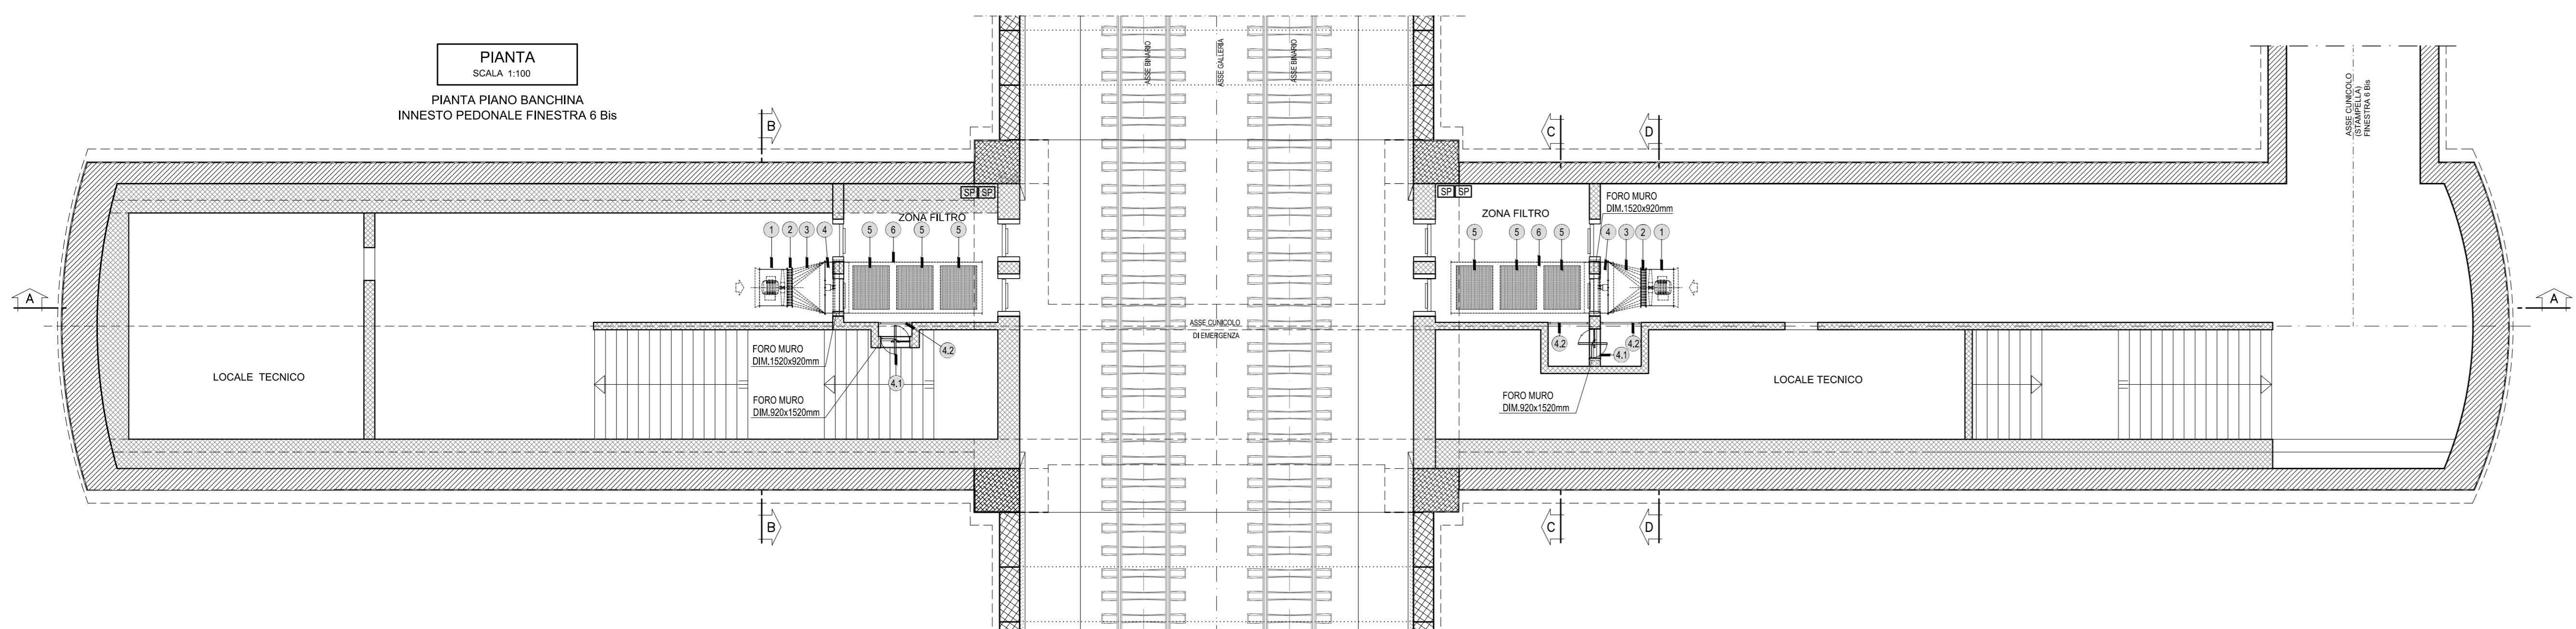 PIANTA
SCALA 1:100
PIANTA PIANO BANCHINA
INNESTO PEDONALE FINESTRA 6 Bis
ASSE BINARIO
ASSE GALLERIA
ASSE BINARIO
ASSE CUNICOLO
(STAMPELLA)
FINESTRA 6 Bis
B
C
D
SP SP
SP SP
ZONA FILTRO
ZONA FILTRO
FORO MURO
DIM.1520x920mm
1 2 3 4 5 6 5 5
5 5 6 5 4 3 2 1
A
A
ASSE CUNICOLO
DI EMERGENZA
FORO MURO
DIM.1520x920mm
4.2
4.1
4.2
4.2
4.1
LOCALE TECNICO
LOCALE TECNICO
FORO MURO
DIM.920x1520mm
FORO MURO
DIM.920x1520mm
B
C
D